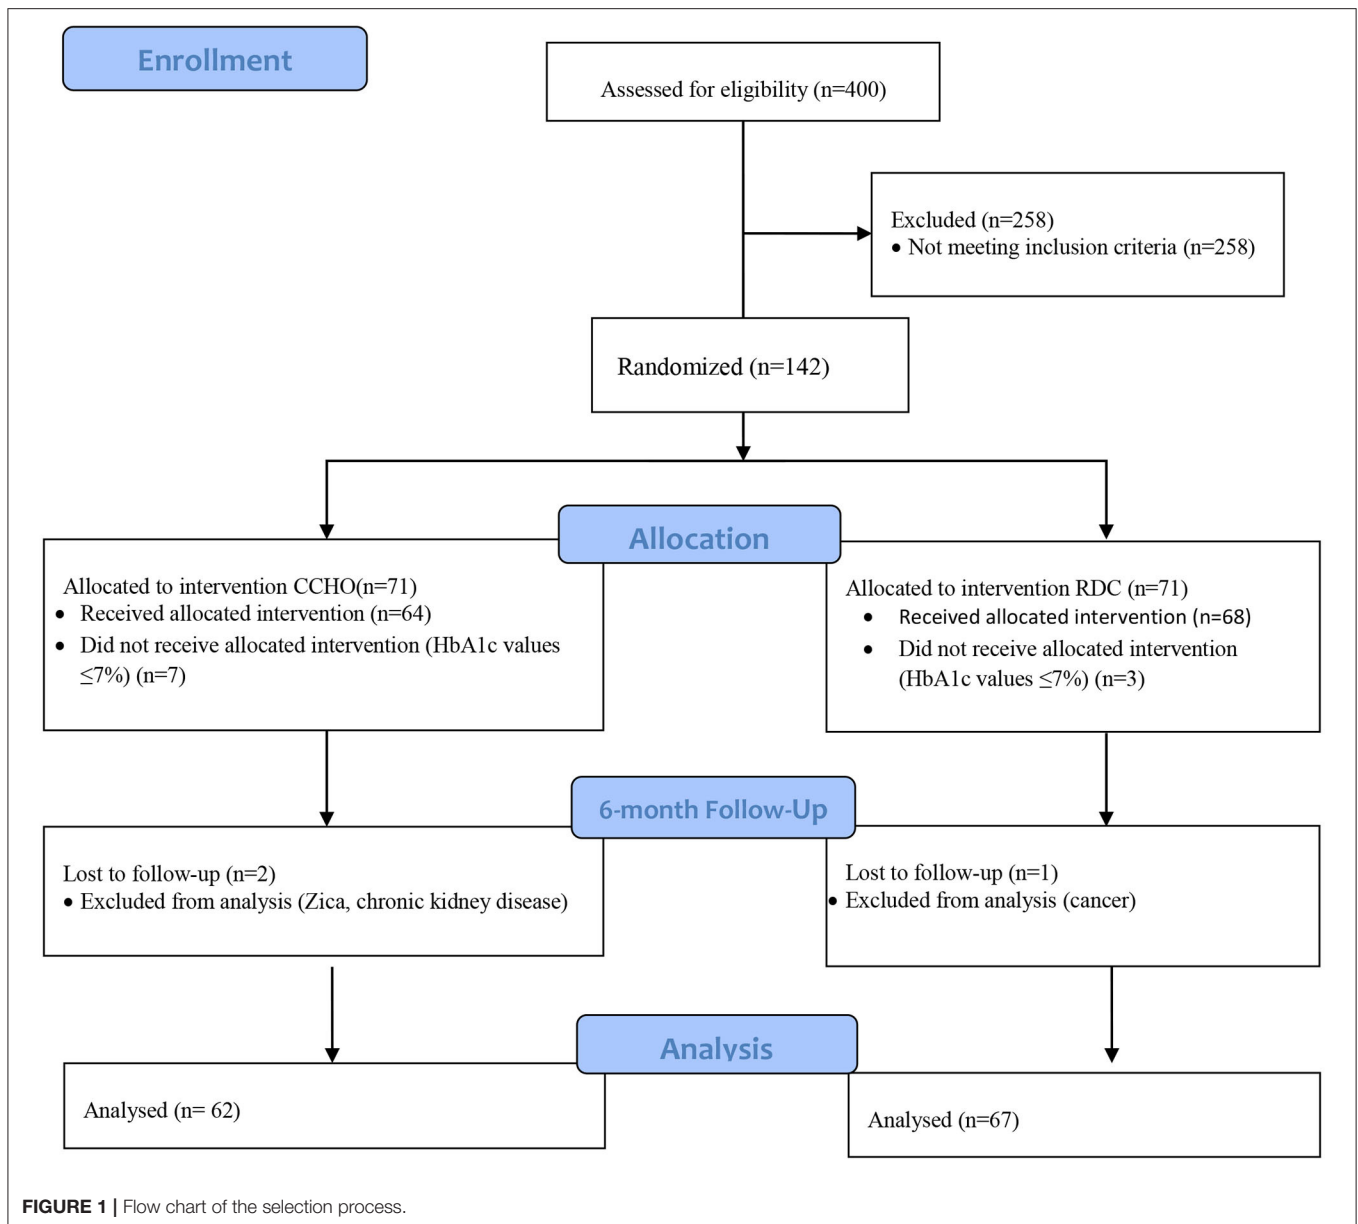 Enrollment
Assessed for eligibility (n=400)
Excluded (n=258)
• Not meeting inclusion criteria (n=258)
Randomized (n=142)
Allocation
Allocated to intervention CCHO(n=71)
• Received allocated intervention (n=64)
• Did not receive allocated intervention (HbA1c values
≤7%) (n=7)
Allocated to intervention RDC (n=71)
• Received allocated intervention (n=68)
• Did not receive allocated intervention
(HbA1c values ≤7%) (n=3)
6-month Follow-Up
Lost to follow-up (n=2)
• Excluded from analysis (Zica, chronic kidney disease)
Lost to follow-up (n=1)
• Excluded from analysis (cancer)
Analysis
Analysed (n= 62)
Analysed (n=67)
FIGURE 1 | Flow chart of the selection process.